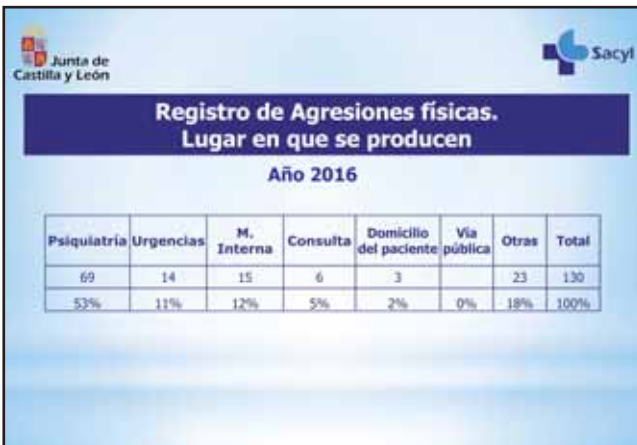 Junta de
Castilla y León
Sacyl
Registro de Agresiones físicas.
Lugar en que se producen
Año 2016
Psiquiatría Urgencias M. Interna Consulta Domicilio del paciente Vía pública Otras Total
69 14 15 6 3 23 130
53% 11% 12% 5% 2% 0% 18% 100%